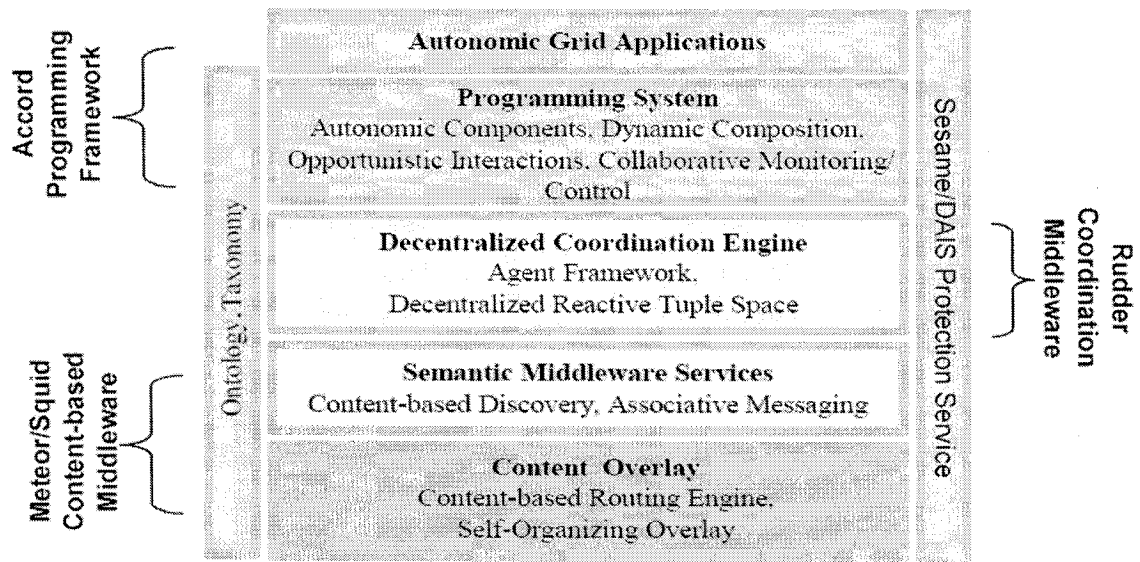 Accord
Programming
Framework
Meteor/Squid
Content-based
Middleware
Ontology,Taxonomy
Autonomic Grid Applications
Programming System
Autonomic Components, Dynamic Composition,
Opportunistic Interactions, Collaborative Monitoring/
Control
Decentralized Coordination Engine
Agent Framework,
Decentralized Reactive Tuple Space
Semantic Middleware Services
Content-based Discovery, Associative Messaging
Content Overlay
Content-based Routing Engine,
Self-Organizing Overlay
Sesame/DAIS Protection Service
Rudder
Coordination
Middleware